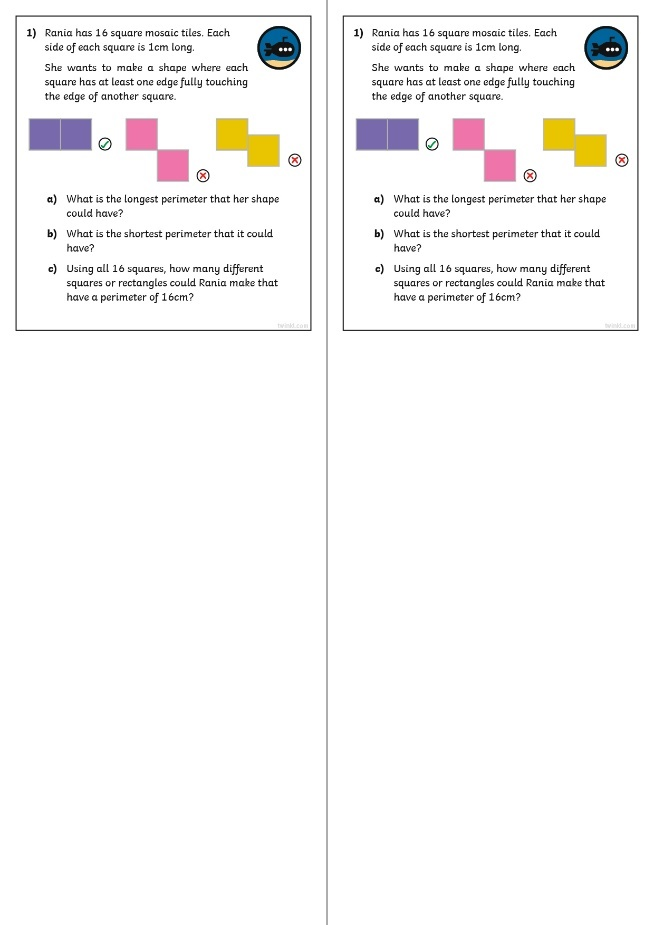 1) Rania has 16 square mosaic tiles. Each
side of each square is 1cm long.
She wants to make a shape where each
square has at least one edge fully touching
the edge of another square.
a) What is the longest perimeter that her shape
could have?
b) What is the shortest perimeter that it could
have?
c) Using all 16 squares, how many different
squares or rectangles could Rania make that
have a perimeter of 16cm?
twinkl.com
1) Rania has 16 square mosaic tiles. Each
side of each square is 1cm long.
She wants to make a shape where each
square has at least one edge fully touching
the edge of another square.
a) What is the longest perimeter that her shape
could have?
b) What is the shortest perimeter that it could
have?
c) Using all 16 squares, how many different
squares or rectangles could Rania make that
have a perimeter of 16cm?
twinkl.com